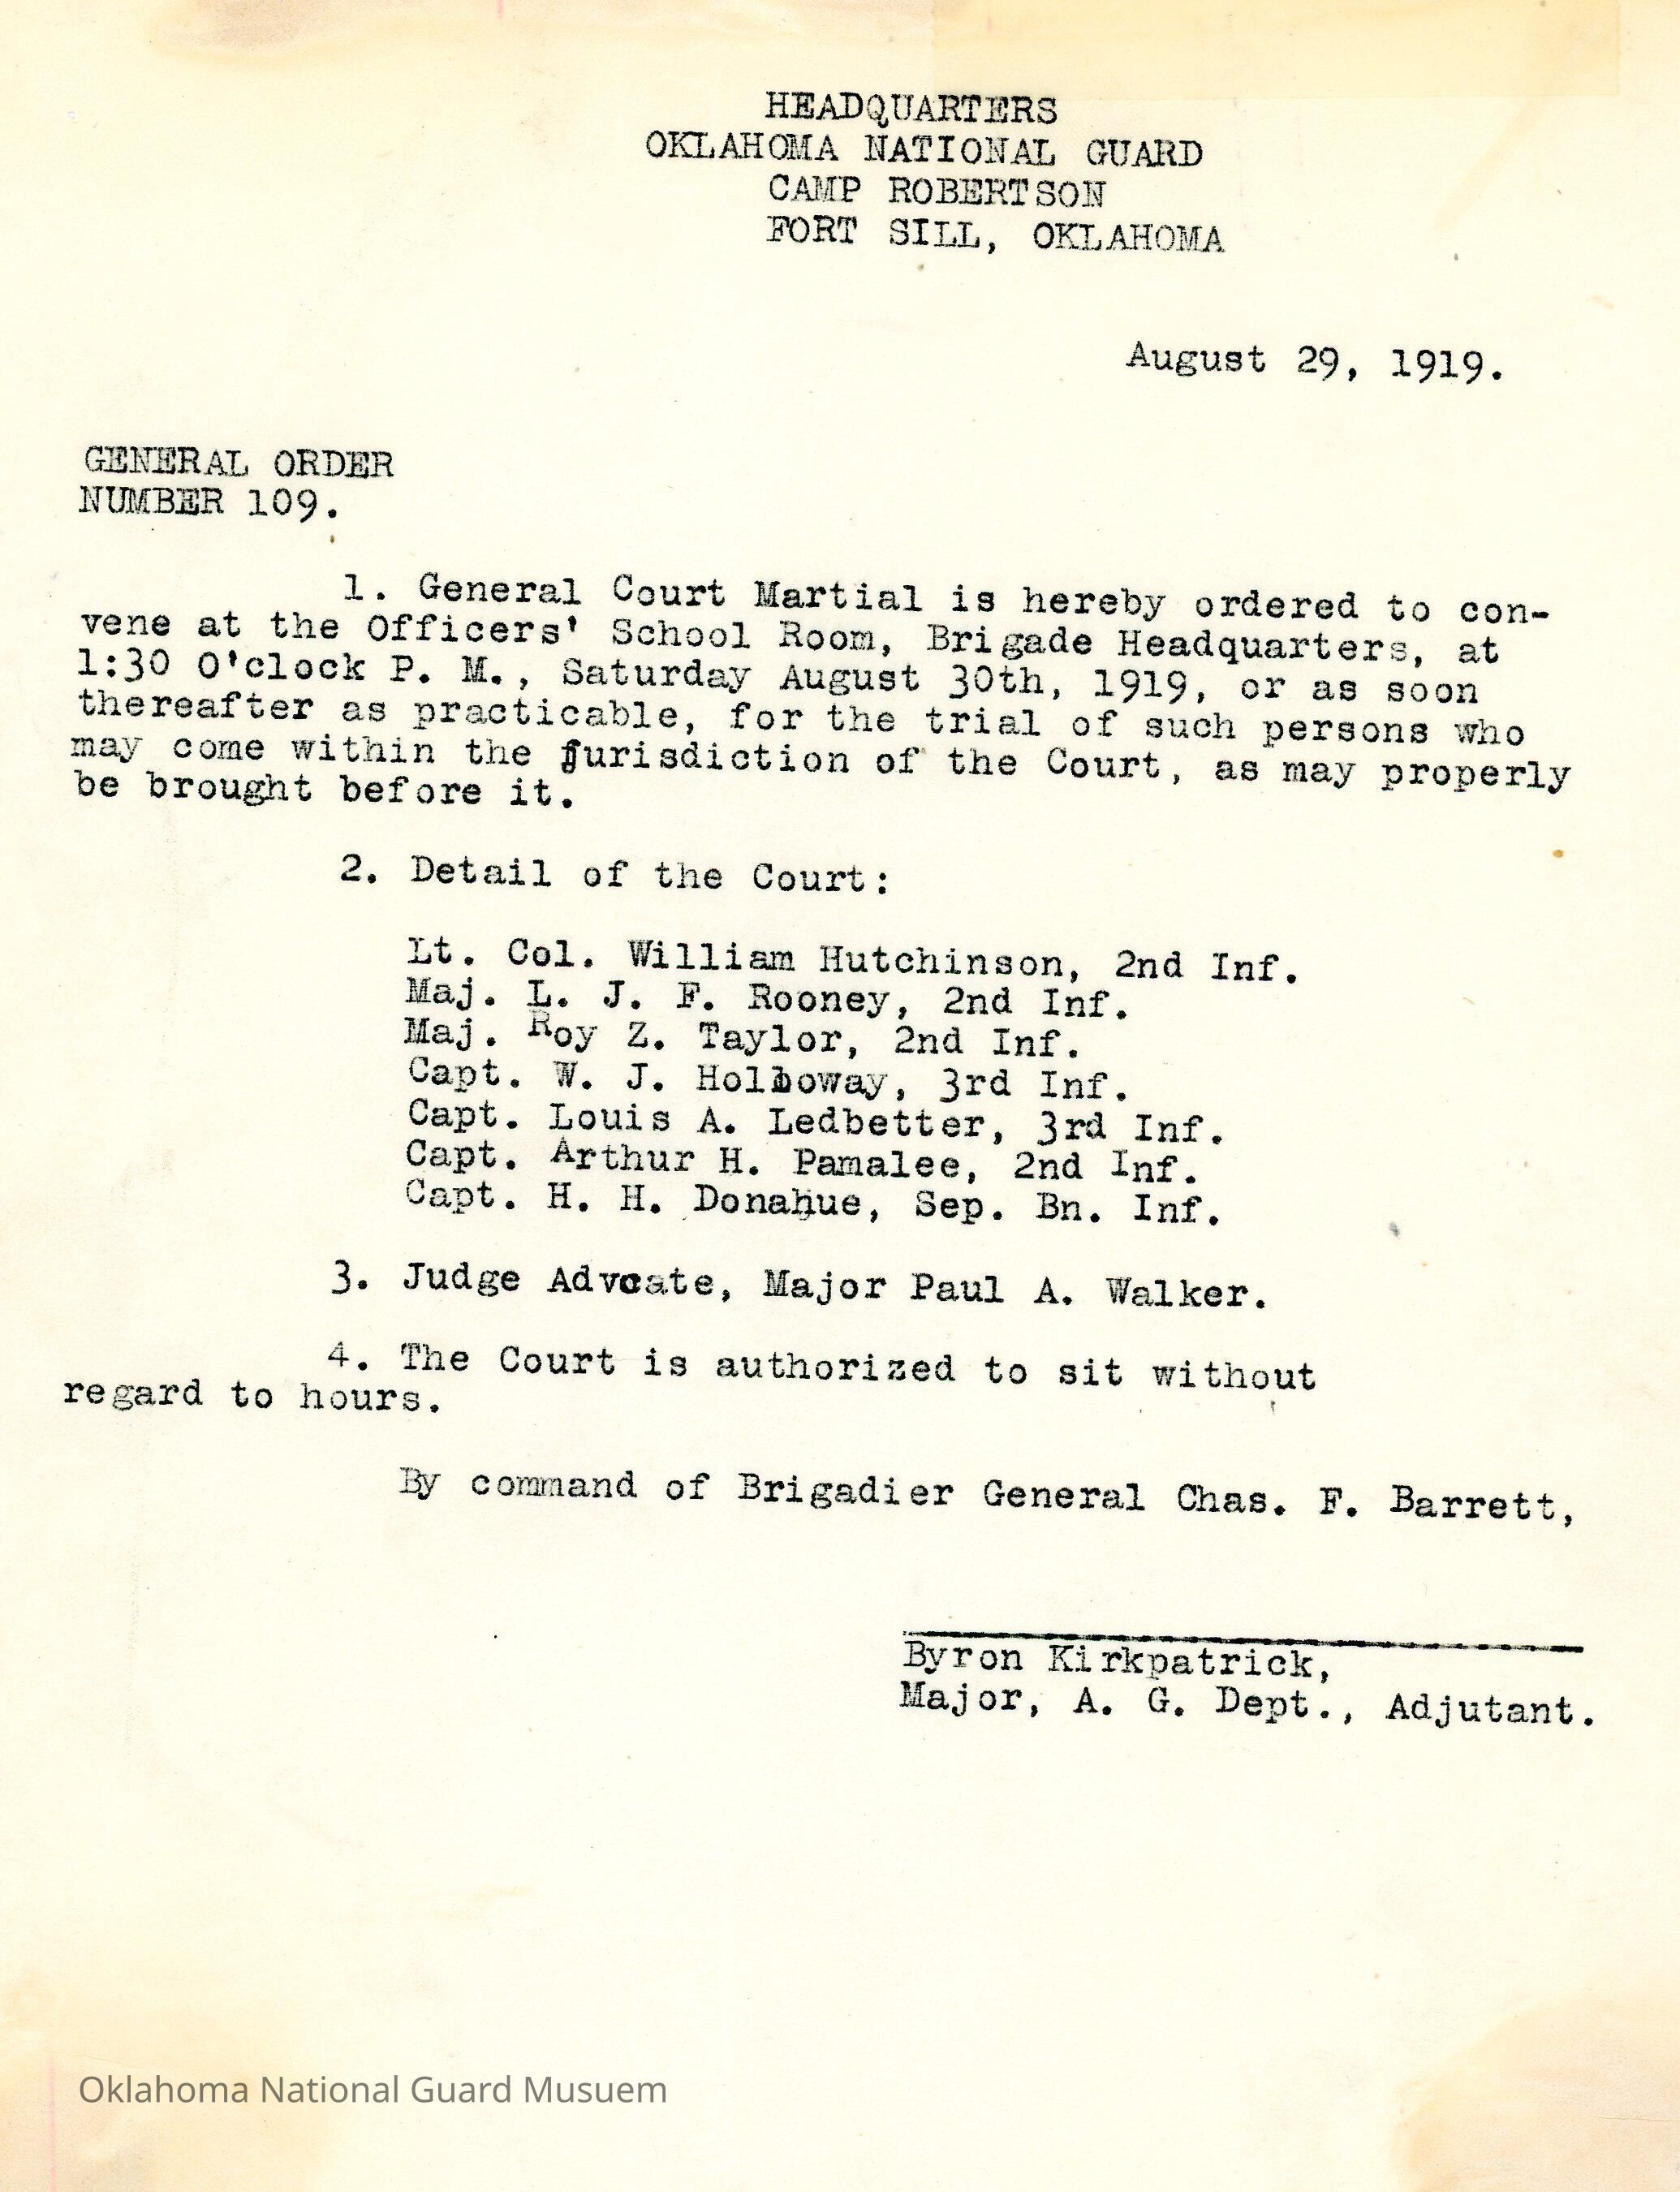 HEADQUARTERS
OKLAHOMA NATIONAL GUARD
CAMP ROBERTSON
FORT SILL, OKLAHOMA
August 29, 1919.
GENERAL ORDER
NUMBER 109.
1. General Court Martial is hereby ordered to con-
vene at the Officers' School Room, Brigade Headquarters, at
1:30 O'clock P. M., Saturday August 30th, 1919, or as soon
thereafter as practicable, for the trial of such persons who
may come within the jurisdiction of the Court, as may properly
be brought before it.
2. Detail of the Court:
Lt. Col. William Hutchinson, 2nd Inf.
Maj. L. J. F. Rooney, 2nd Inf.
Maj. Roy Z. Taylor, 2nd Inf.
Capt. W. J. Holloway, 3rd Inf.
Capt. Louis A. Ledbetter, 3rd Inf.
Capt. Arthur H. Pamalee, 2nd Inf.
Capt. H. H. Donahue, Sep. Bn. Inf.
3. Judge Advcate, Major Paul A. Walker.
4. The Court is authorized to sit without
regard to hours.
By command of Brigadier General Chas. F. Barrett,
Byron Kirkpatrick,
Major, A. G. Dept., Adjutant.
Oklahoma National Guard Musuem